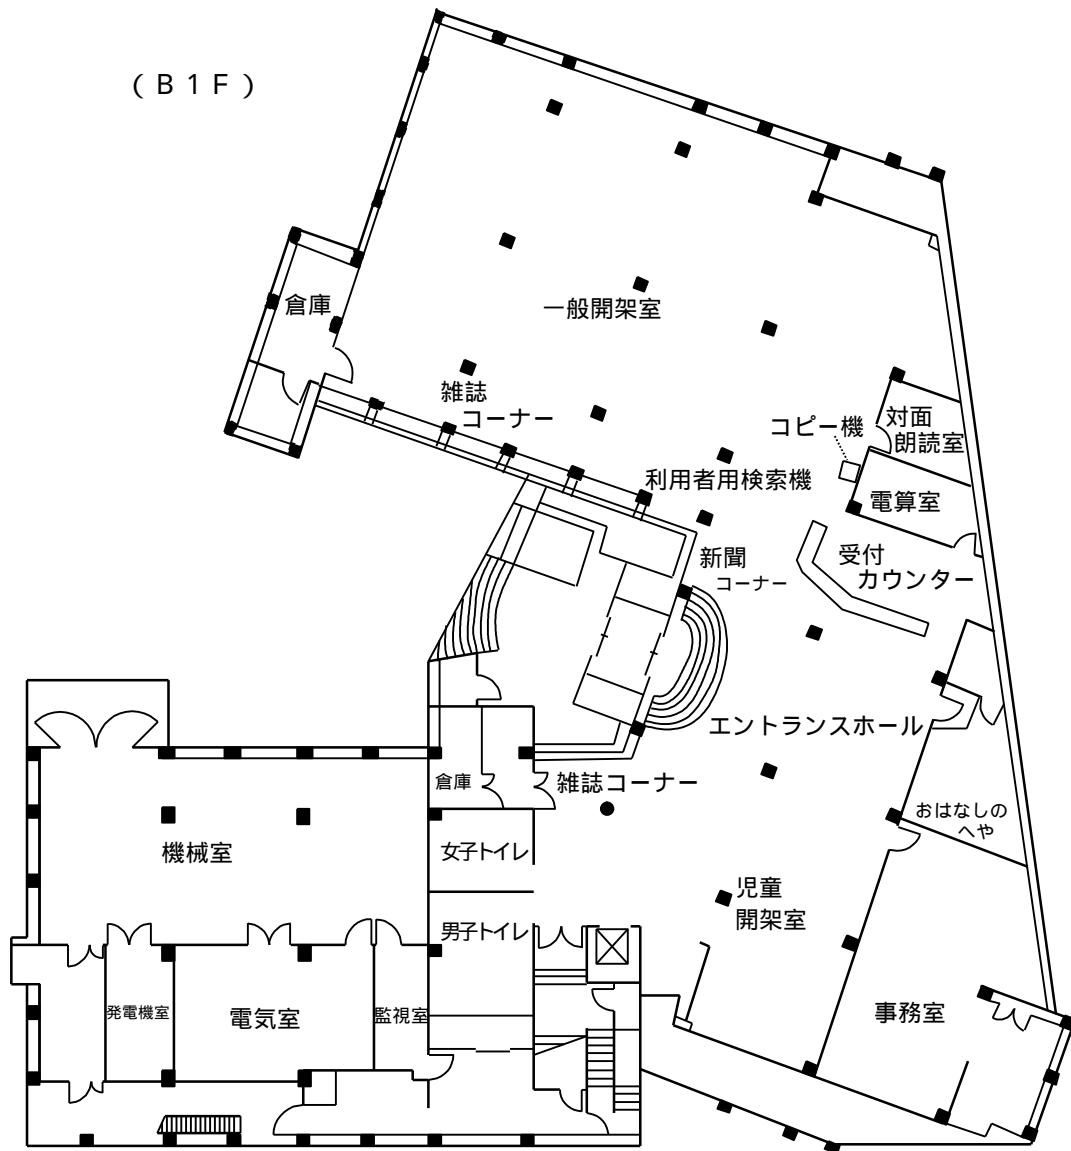 (B1F)
倉庫
一般開架室
雑誌
コーナー
コピー機
対面
朗読室
利用者用検索機
電算室
新聞
コーナー
受付
カウンター
エントランスホール
倉庫
雑誌コーナー
おはなしの
へや
機械室
女子トイレ
児童
開架室
男子トイレ
発電機室
電気室
監視室
事務室